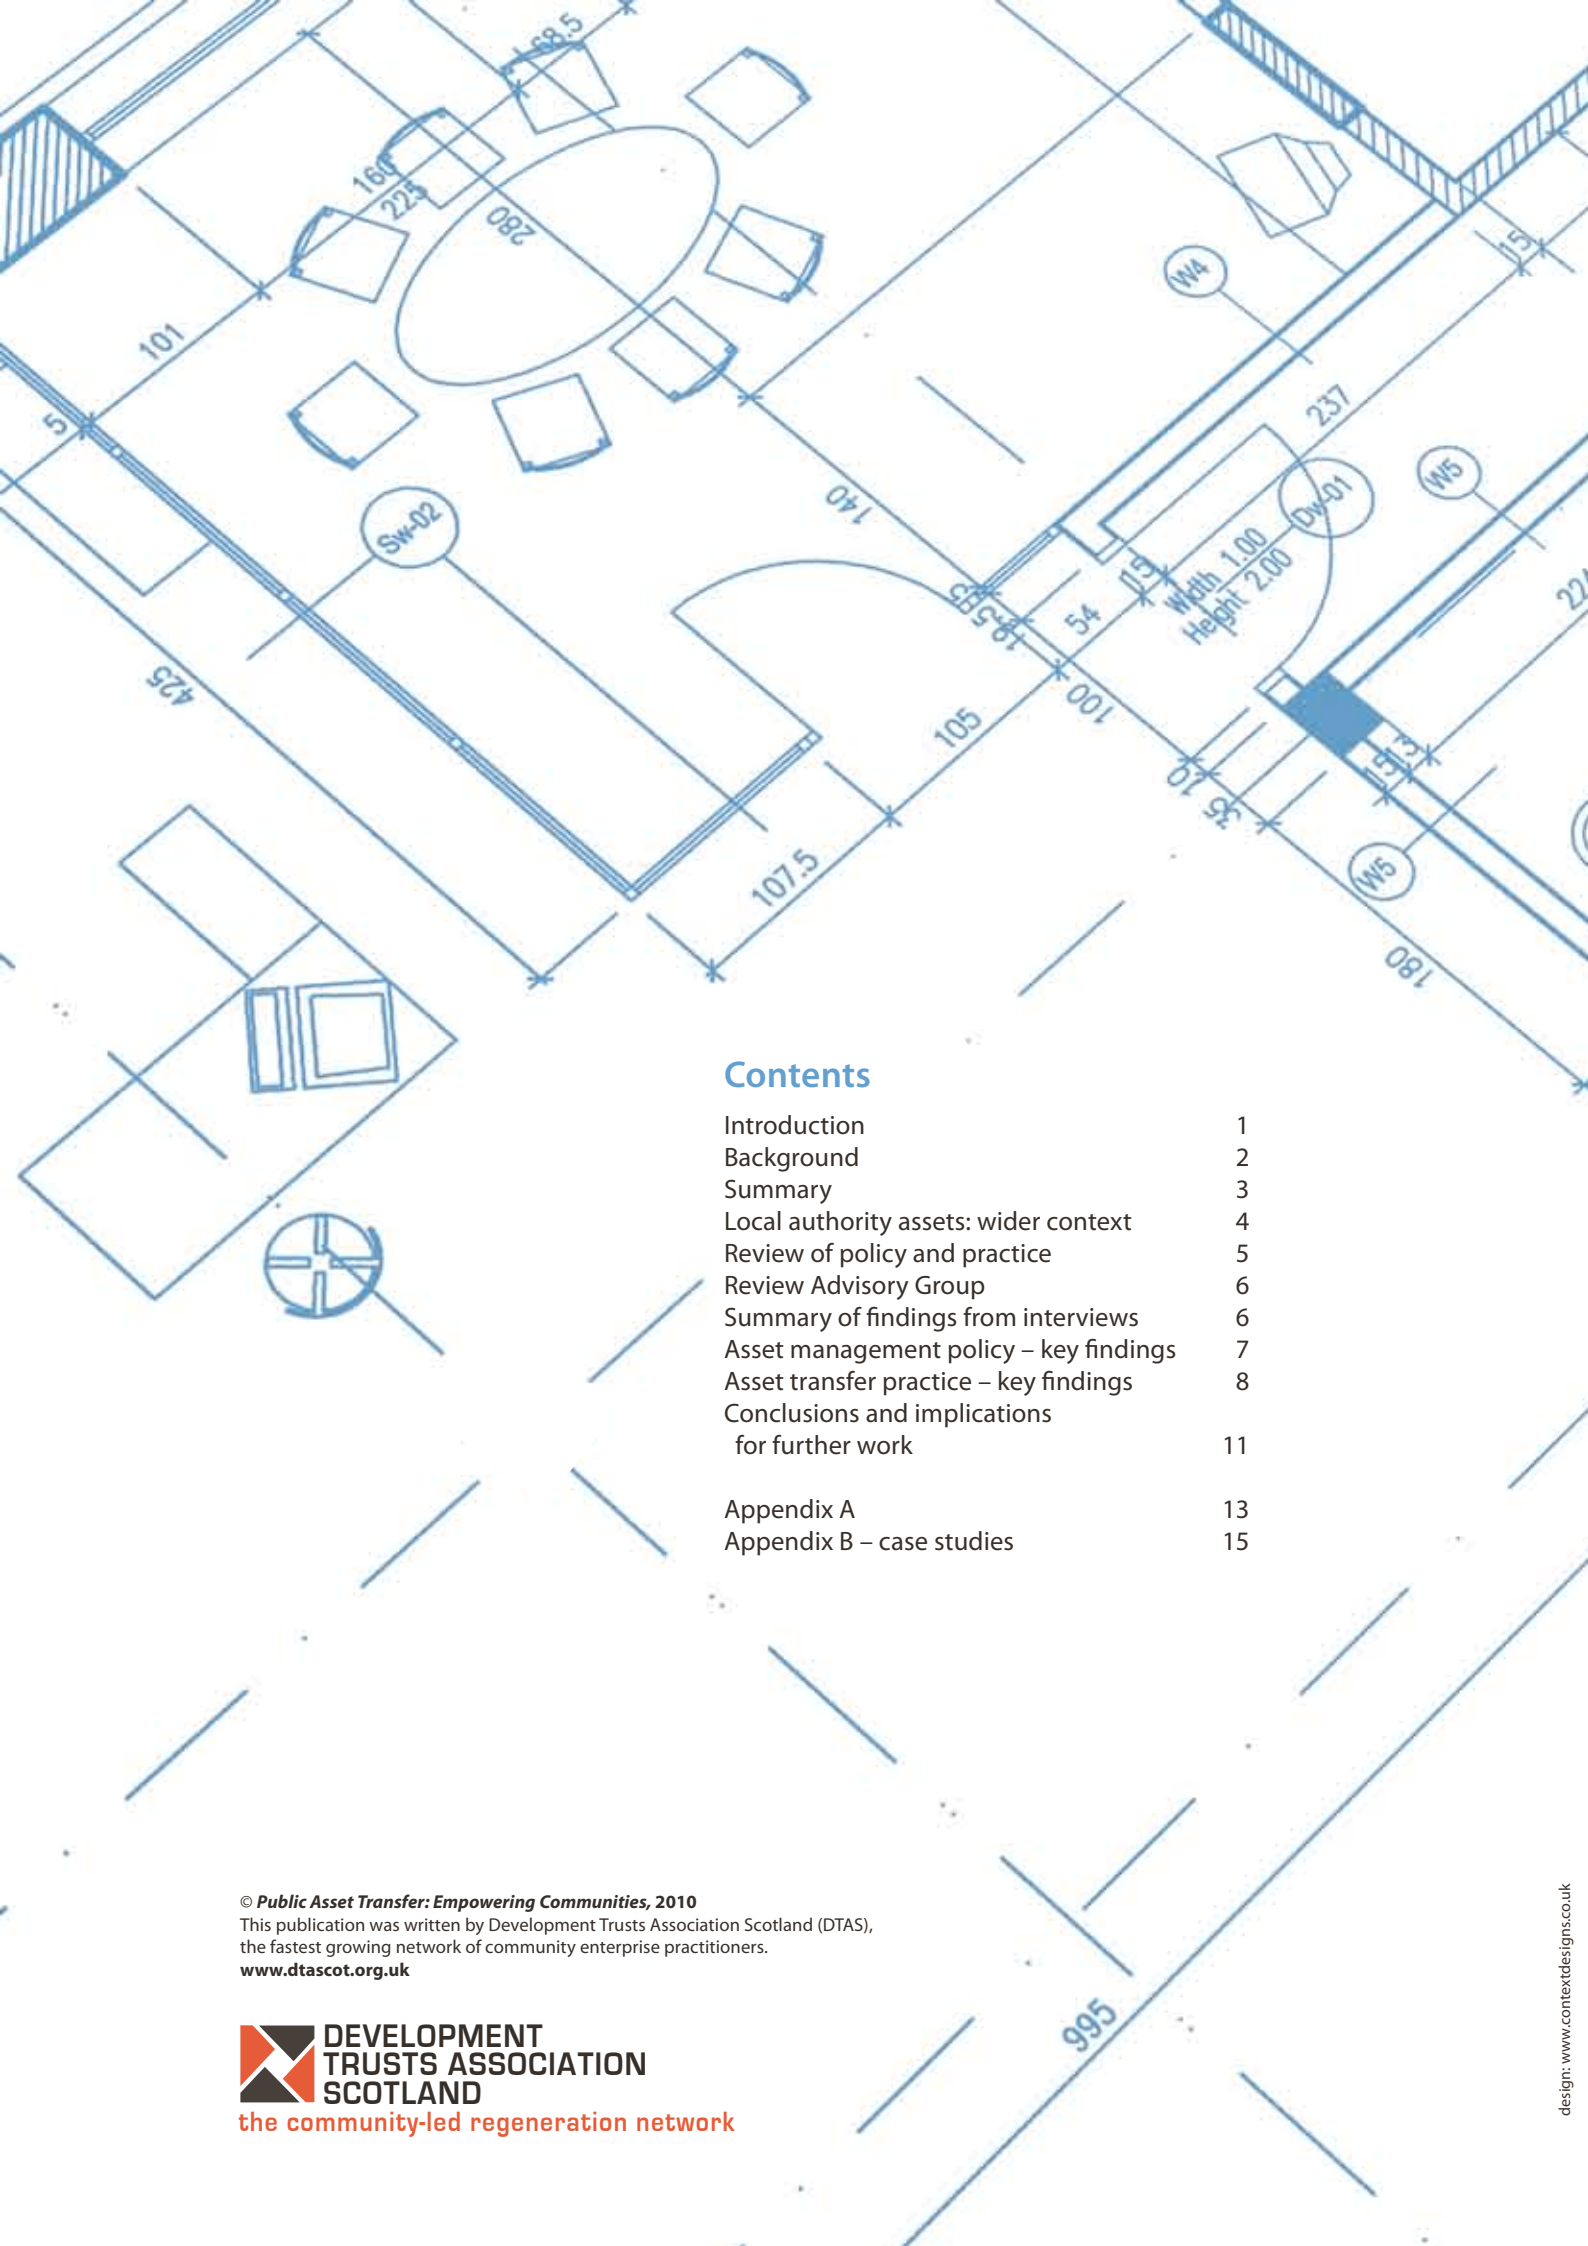 68.5
160
225
280
101
5
W4
15
237
W5
Sw-02
Dw-01
140
15
Width 1.00
Height 2.00
54
425
100
105
10
35
107.5
W5
180
Contents
Introduction 1
Background 2
Summary 3
Local authority assets: wider context 4
Review of policy and practice 5
Review Advisory Group 6
Summary of findings from interviews 6
Asset management policy – key findings 7
Asset transfer practice – key findings 8
Conclusions and implications
for further work 11
Appendix A 13
Appendix B – case studies 15
© Public Asset Transfer: Empowering Communities, 2010
This publication was written by Development Trusts Association Scotland (DTAS),
the fastest growing network of community enterprise practitioners.
www.dtascot.org.uk
995
DEVELOPMENT
TRUSTS ASSOCIATION
SCOTLAND
the community-led regeneration network
design: www.contextdesigns.co.uk